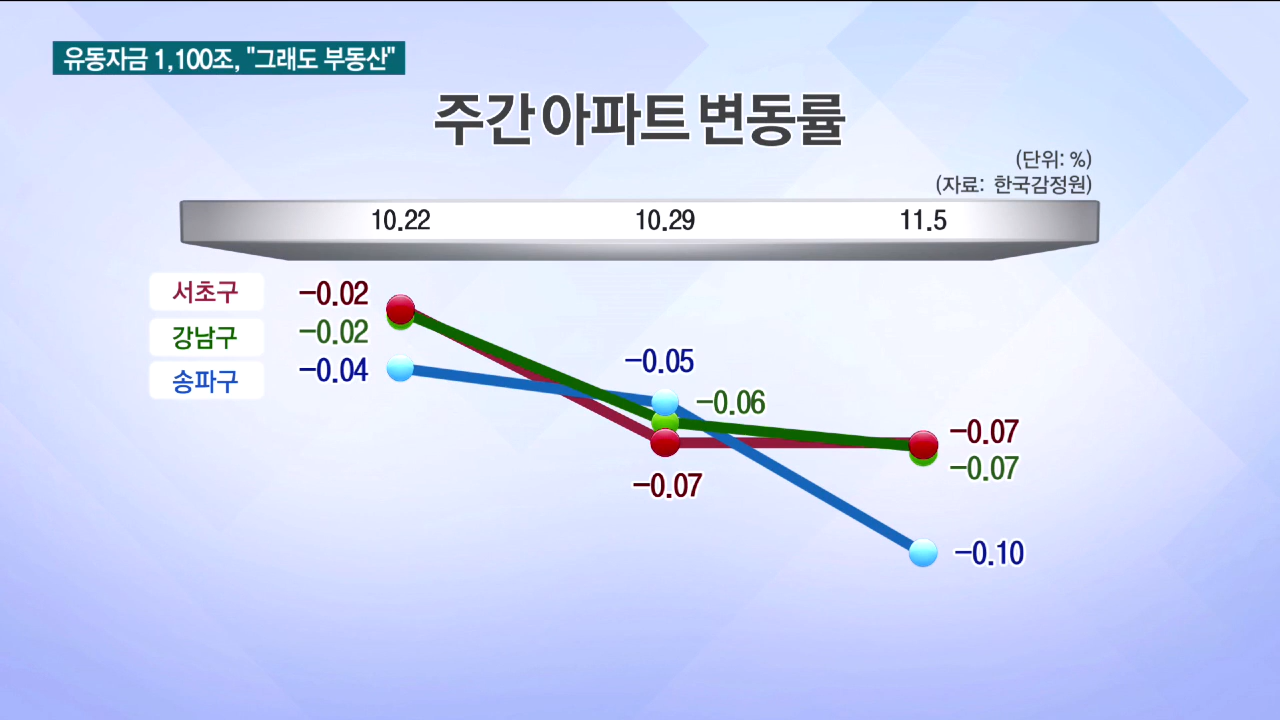 유동자금 1,100조, "그래도 부동산"
주간 아파트 변동률
(단위: %)
(자료: 한국감정원)
10.22 10.29 11.5
서초구 -0.02
강남구 -0.02
송파구 -0.04
-0.05
-0.06
-0.07
-0.07
-0.07
-0.10